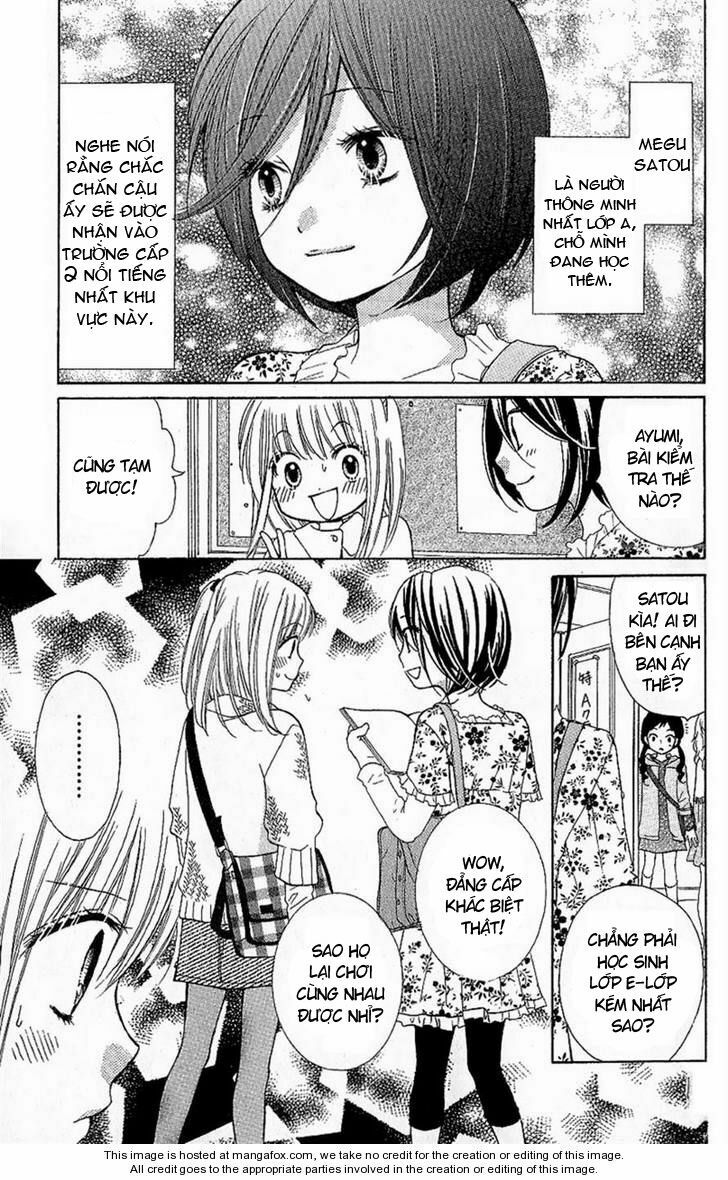 MEGU
SATOU
LÀ NGƯỜI
THÔNG MINH
NHẤT LỚP A,
CHỖ MÌNH
ĐANG HỌC
THÊM.
NGHE NÓI
RẰNG CHẮC
CHẮN CẬU
ẤY SẼ ĐƯỢC
NHẬN VÀO
TRƯỜNG CẤP
2 NỔI TIẾNG
NHẤT KHU
VỰC NÀY.
AYUMI,
BÀI KIỂM
TRA THẾ
NÀO?
CŨNG TẠM
ĐƯỢC!
SATOU
KÌA! AI ĐI
BÊN CẠNH
BẠN ẤY
THẾ?
特
A
CHẲNG PHẢI
HỌC SINH
LỚP E-LỚP
KÉM NHẤT
SAO?
WOW,
ĐẲNG CẤP
KHÁC BIỆT
THẬT!
SAO HỌ
LẠI CHƠI
CÙNG NHAU
ĐƯỢC NHỈ?
..........
This image is hosted at mangafox.com, we take no credit for the creation or editing of this image.
All credit goes to the appropriate parties involved in the creation or editing of this image.